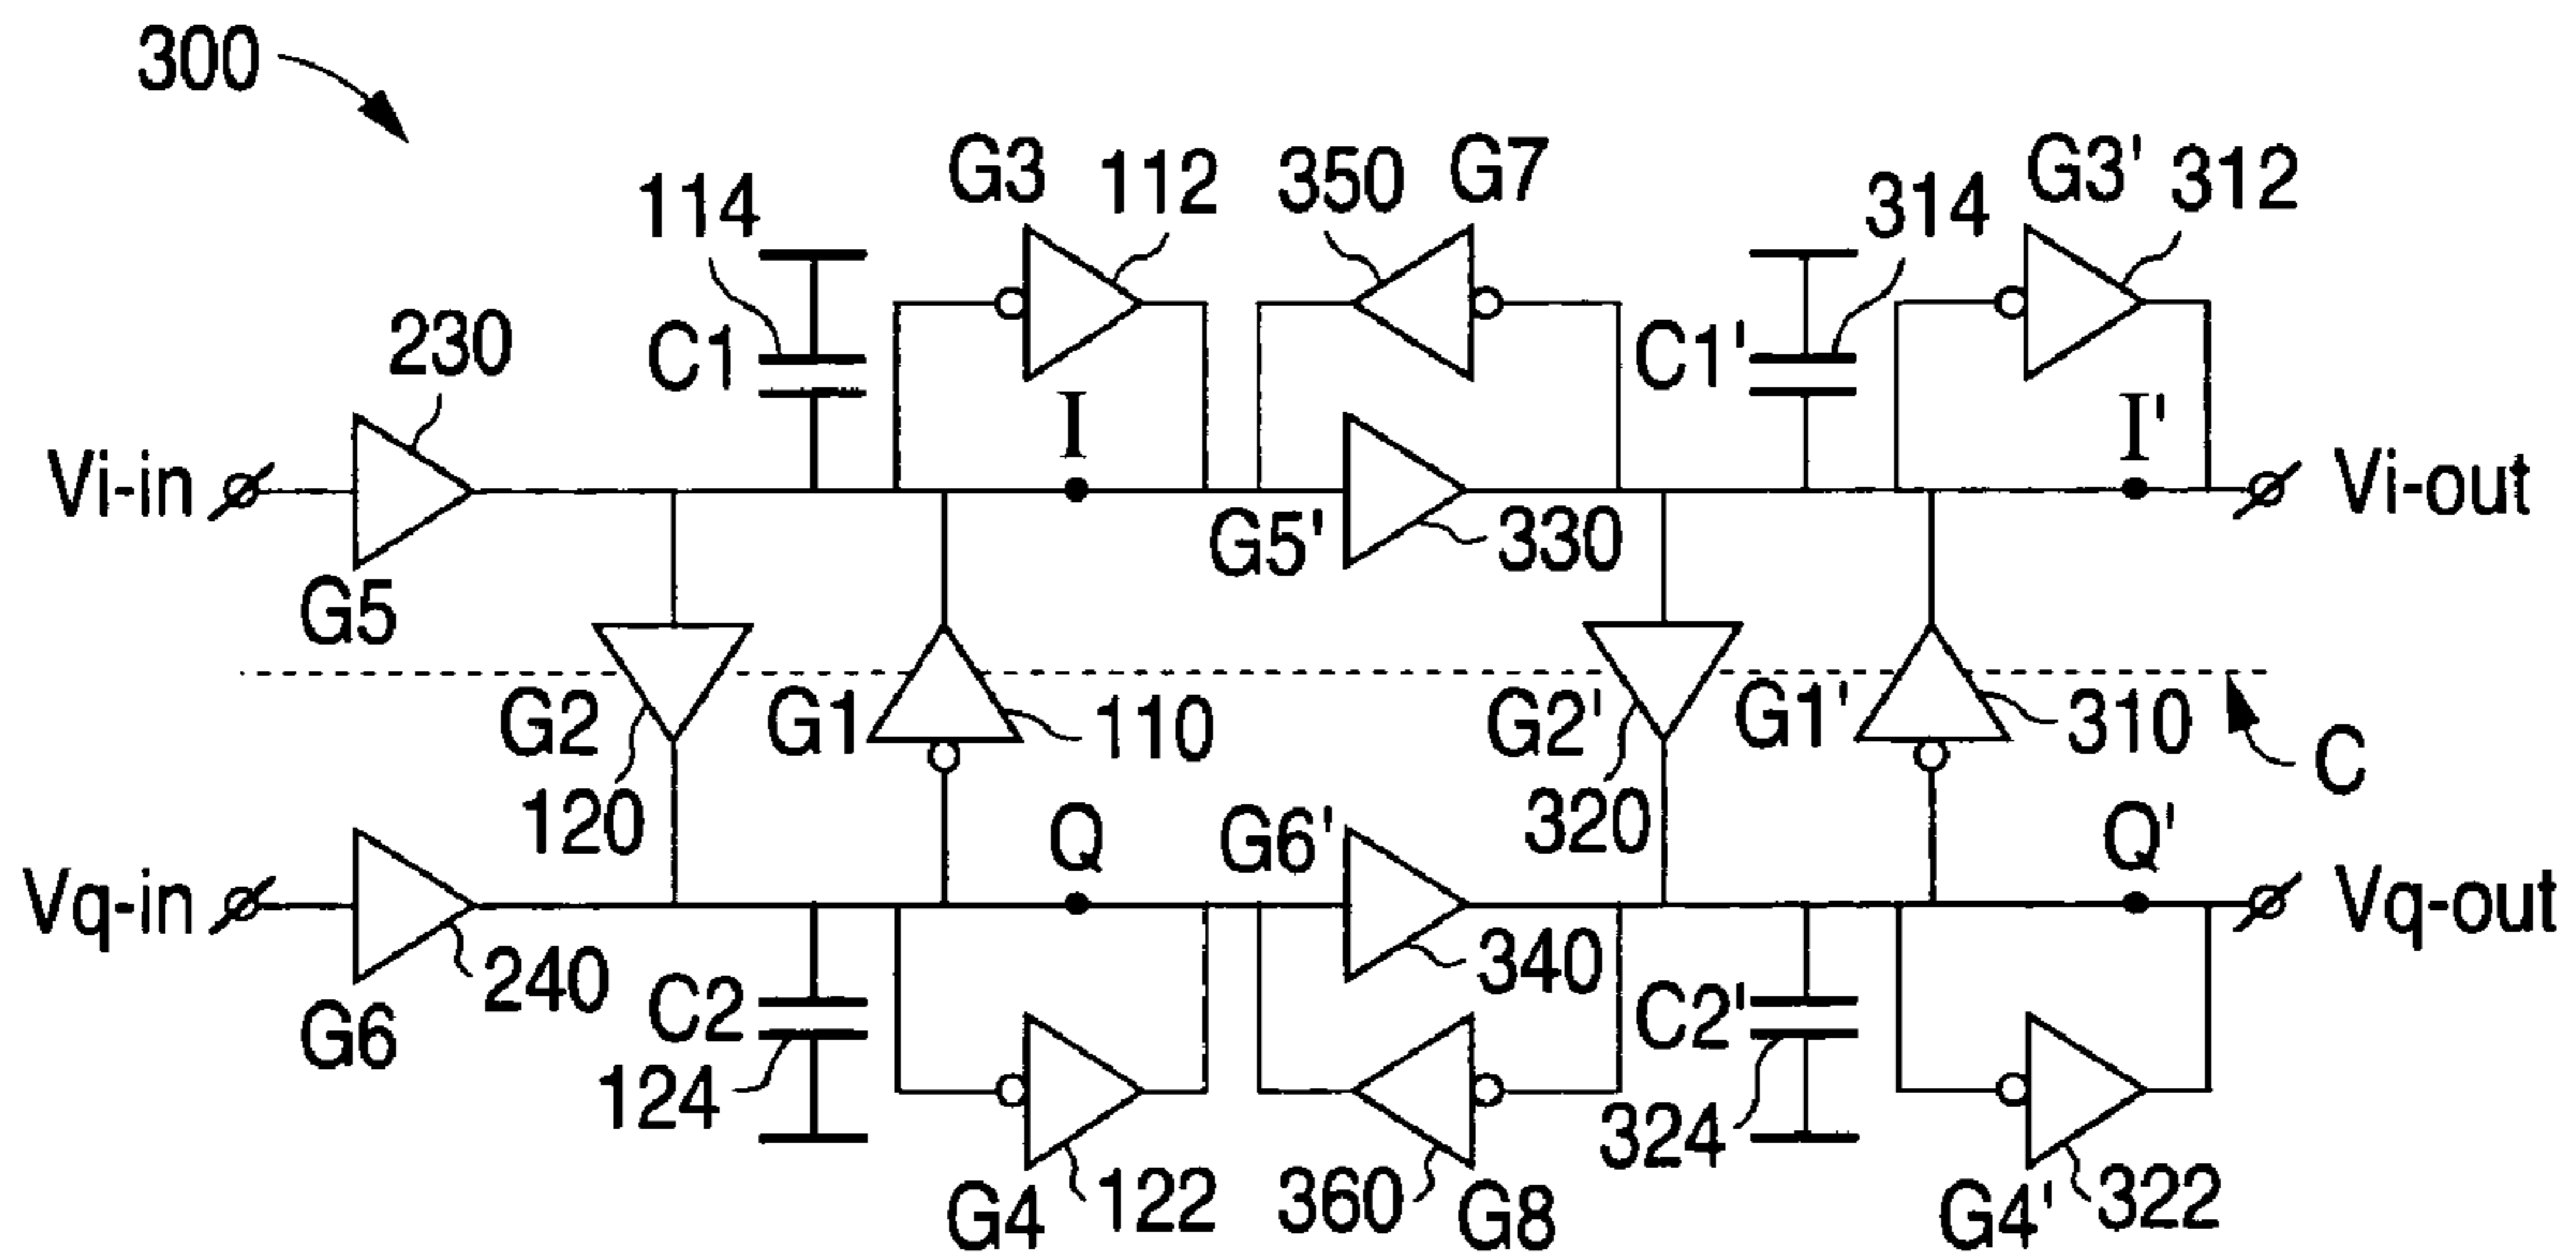 300
G3 112 350 G7 G3' 312
114 314
230 C1 C1'
I I'
Vi-in Vi-out
G5 G5' 330
G2 G1 110 G2' G1' 310 C
120 Q G6' 320 Q'
Vq-in Vq-out
240 340
G6 C2 C2'
124 324
G4 122 360 G8 G4' 322